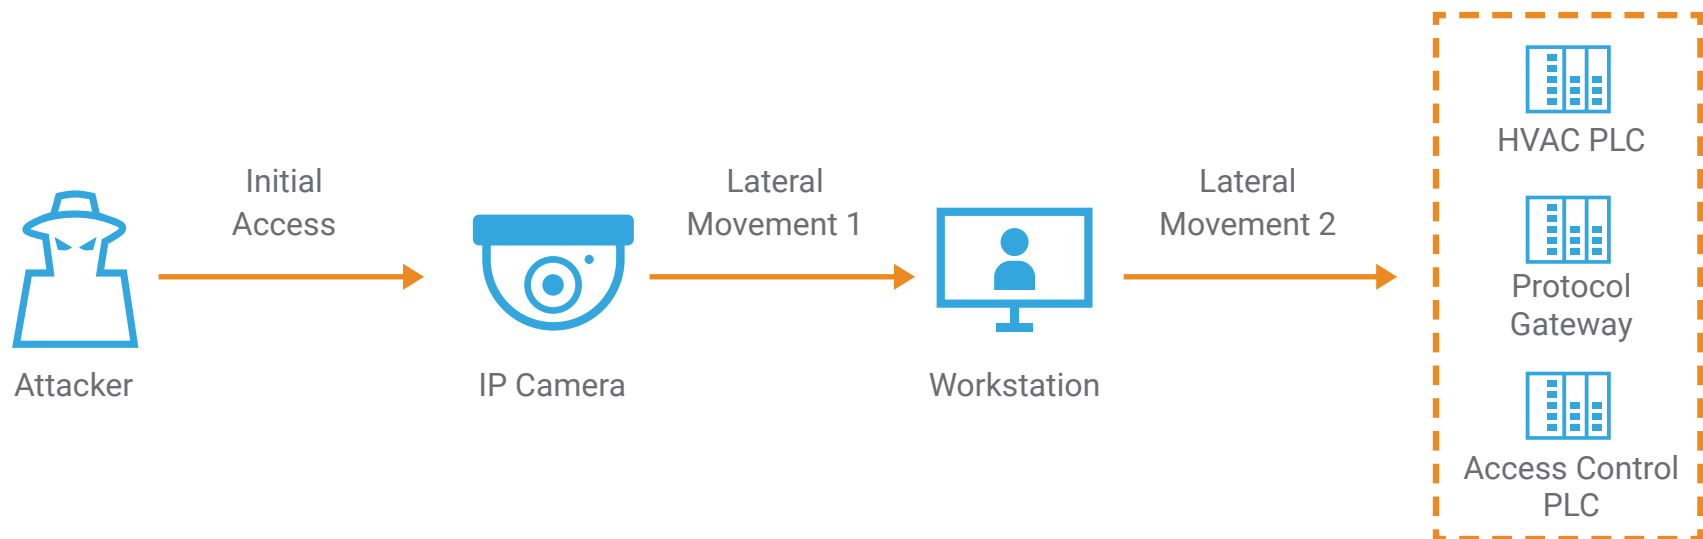 Initial
Access
Lateral
Movement 1
Lateral
Movement 2
Attacker
IP Camera
Workstation
HVAC PLC
Protocol
Gateway
Access Control
PLC